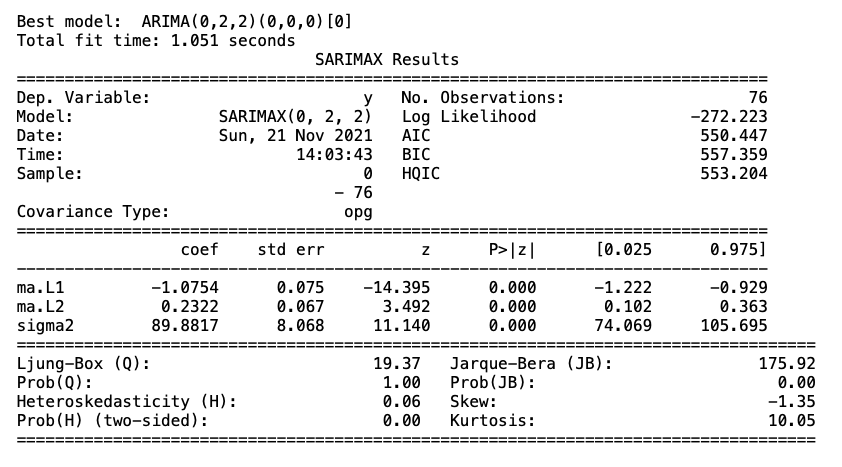 Best model:  ARIMA(0,2,2)(0,0,0)[0]
Total fit time: 1.051 seconds
                               SARIMAX Results
==============================================================================
Dep. Variable:                      y   No. Observations:                   76
Model:               SARIMAX(0, 2, 2)   Log Likelihood                -272.223
Date:                Sun, 21 Nov 2021   AIC                            550.447
Time:                        14:03:43   BIC                            557.359
Sample:                             0   HQIC                           553.204
                                 - 76
Covariance Type:                  opg
==============================================================================
                 coef    std err          z      P>|z|      [0.025      0.975]
------------------------------------------------------------------------------
ma.L1         -1.0754      0.075    -14.395      0.000      -1.222      -0.929
ma.L2          0.2322      0.067      3.492      0.000       0.102       0.363
sigma2        89.8817      8.068     11.140      0.000      74.069     105.695
===================================================================================
Ljung-Box (Q):                       19.37   Jarque-Bera (JB):               175.92
Prob(Q):                              1.00   Prob(JB):                         0.00
Heteroskedasticity (H):               0.06   Skew:                            -1.35
Prob(H) (two-sided):                  0.00   Kurtosis:                        10.05
===================================================================================